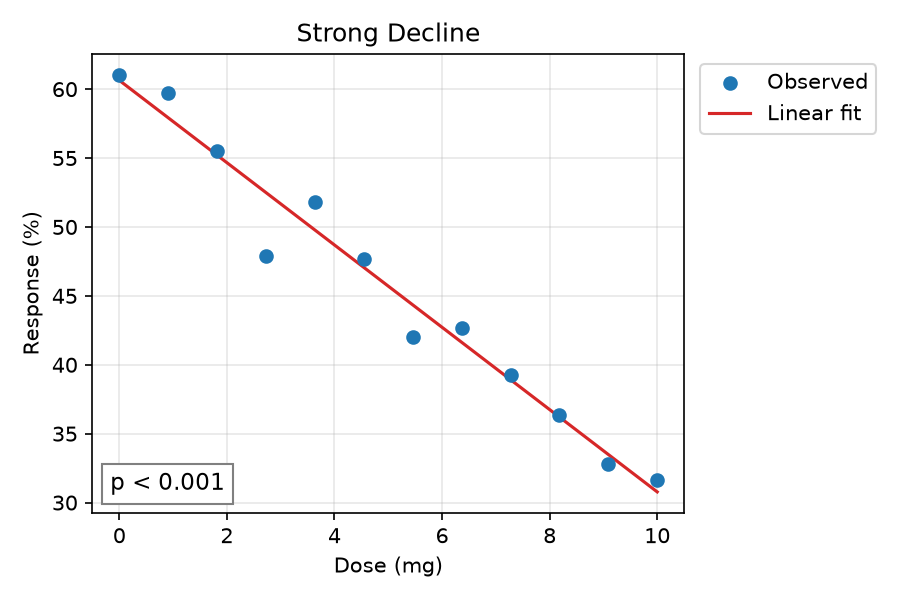 Strong Decline
Observed
Linear fit
Response (%)
60
55
50
45
40
35
30
p < 0.001
0 2 4 6 8 10
Dose (mg)